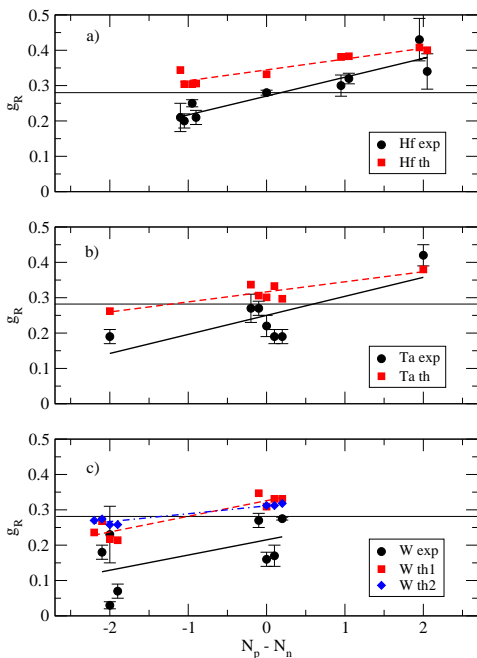 a)
0.5
0.4
0.3
0.2
0.1
0
g_R
Hf exp
Hf th
b)
0.5
0.4
0.3
0.2
0.1
0
g_R
Ta exp
Ta th
c)
0.5
0.4
0.3
0.2
0.1
0
g_R
W exp
W th1
W th2
-2 -1 0 1 2
N_p - N_n